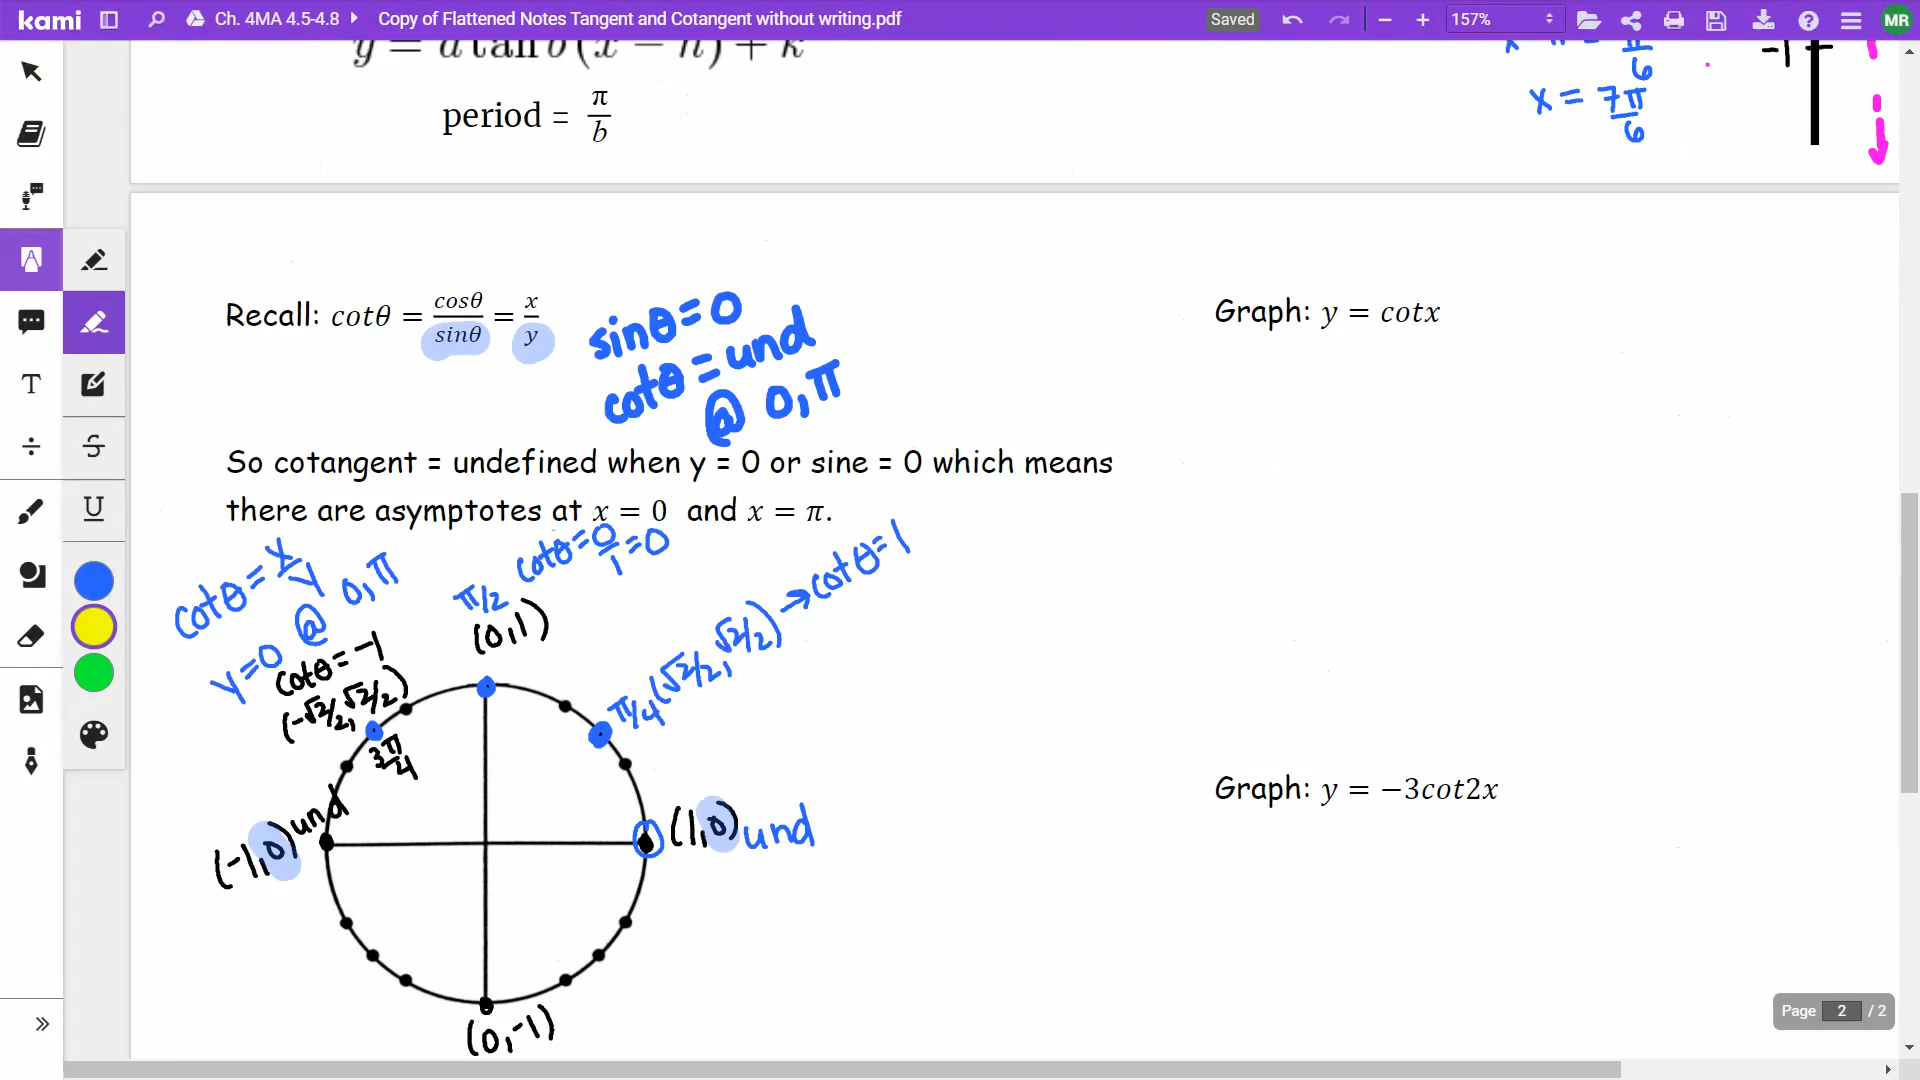 kami Ch. 4MA 4.5-4.8 Copy of Flattened Notes Tangent and Cotangent without writing.pdf Saved 157% MR
y = a tan b(x − h) + k
period = π/b
π/6
x = 7π/6
-1
Recall: cotθ = cosθ/sinθ = x/y
sinθ = 0
cotθ = und
@ 0, π
Graph: y = cotx
So cotangent = undefined when y = 0 or sine = 0 which means
there are asymptotes at x = 0 and x = π.
cotθ = x/y
y = 0 @ 0, π
cotθ = 0/1 = 0
π/2
(0,1)
π/4 (√2/2, √2/2) → cotθ = 1
cotθ = -1
(-√2/2, √2/2)
3π/4
(-1,0) und
(1,0) und
(0,-1)
Graph: y = −3cot2x
Page 2 / 2